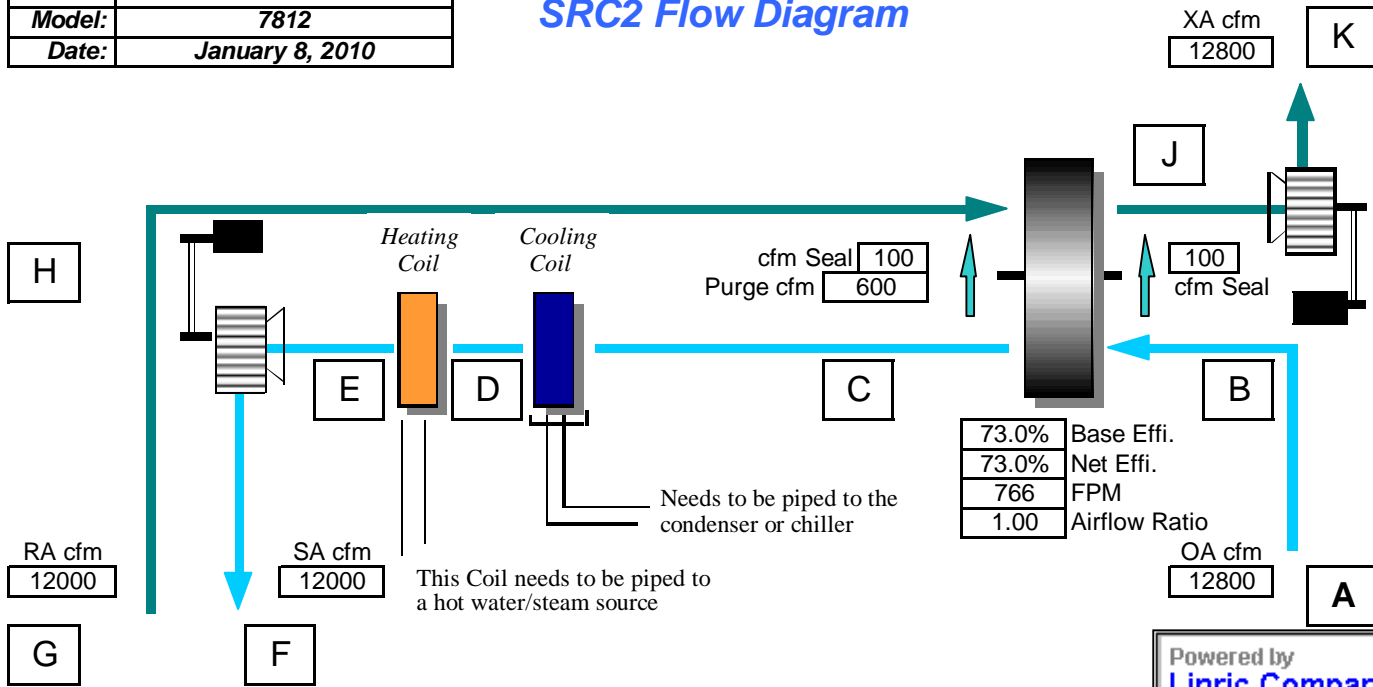 SRC2 Flow Diagram
Model: 7812
Date: January 8, 2010
XA cfm
12800
K
J
H
Heating
Coil
Cooling
Coil
cfm Seal 100
Purge cfm 600
100
cfm Seal
E
D
C
B
73.0% Base Effi.
73.0% Net Effi.
766 FPM
1.00 Airflow Ratio
Needs to be piped to the
condenser or chiller
RA cfm
12000
SA cfm
12000
This Coil needs to be piped to
a hot water/steam source
OA cfm
12800
A
G
F
Powered by
Linric Compan